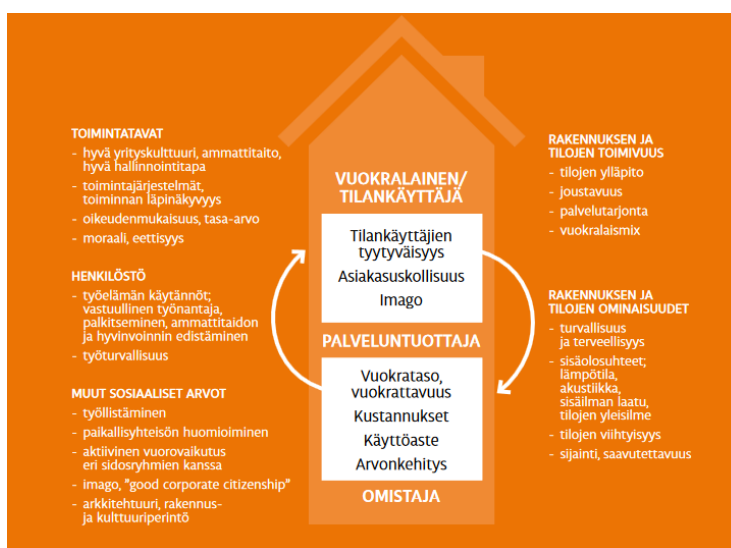 TOIMINTATAVAT
- hyvä yrityskulttuuri, ammattitaito,
hyvä hallinnointitapa
- toimintajärjestelmät,
toiminnan läpinäkyvyys
- oikeudenmukaisuus, tasa-arvo
- moraali, eettisyys
HENKILÖSTÖ
- työelämän käytännöt;
vastuullinen työnantaja,
palkitseminen, ammattitaidon
ja hyvinvoinnin edistäminen
- työturvallisuus
MUUT SOSIAALISET ARVOT
- työllistäminen
- paikallisyhteisön huomioiminen
- aktiivinen vuorovaikutus
eri sidosryhmien kanssa
- imago, ”good corporate citizenship”
- arkkitehtuuri, rakennus-
ja kulttuuriperintö
VUOKRALAINEN/
TILANKÄYTTÄJÄ
Tilankäyttäjien
tyytyväisyys
Asiakasuskollisuus
Imago
PALVELUNTUOTTAJA
Vuokrataso,
vuokrattavuus
Kustannukset
Käyttöaste
Arvonkehitys
OMISTAJA
RAKENNUKSEN JA
TILOJEN TOIMIVUUS
- tilojen ylläpito
- joustavuus
- palvelutarjonta
- vuokralaismix
RAKENNUKSEN JA
TILOJEN OMINAISUUDET
- turvallisuus
ja terveellisyys
- sisäolosuhteet;
lämpötila,
akustiikka,
sisäilman laatu,
tilojen yleisilme
- tilojen viihtyisyys
- sijainti, saavutettavuus